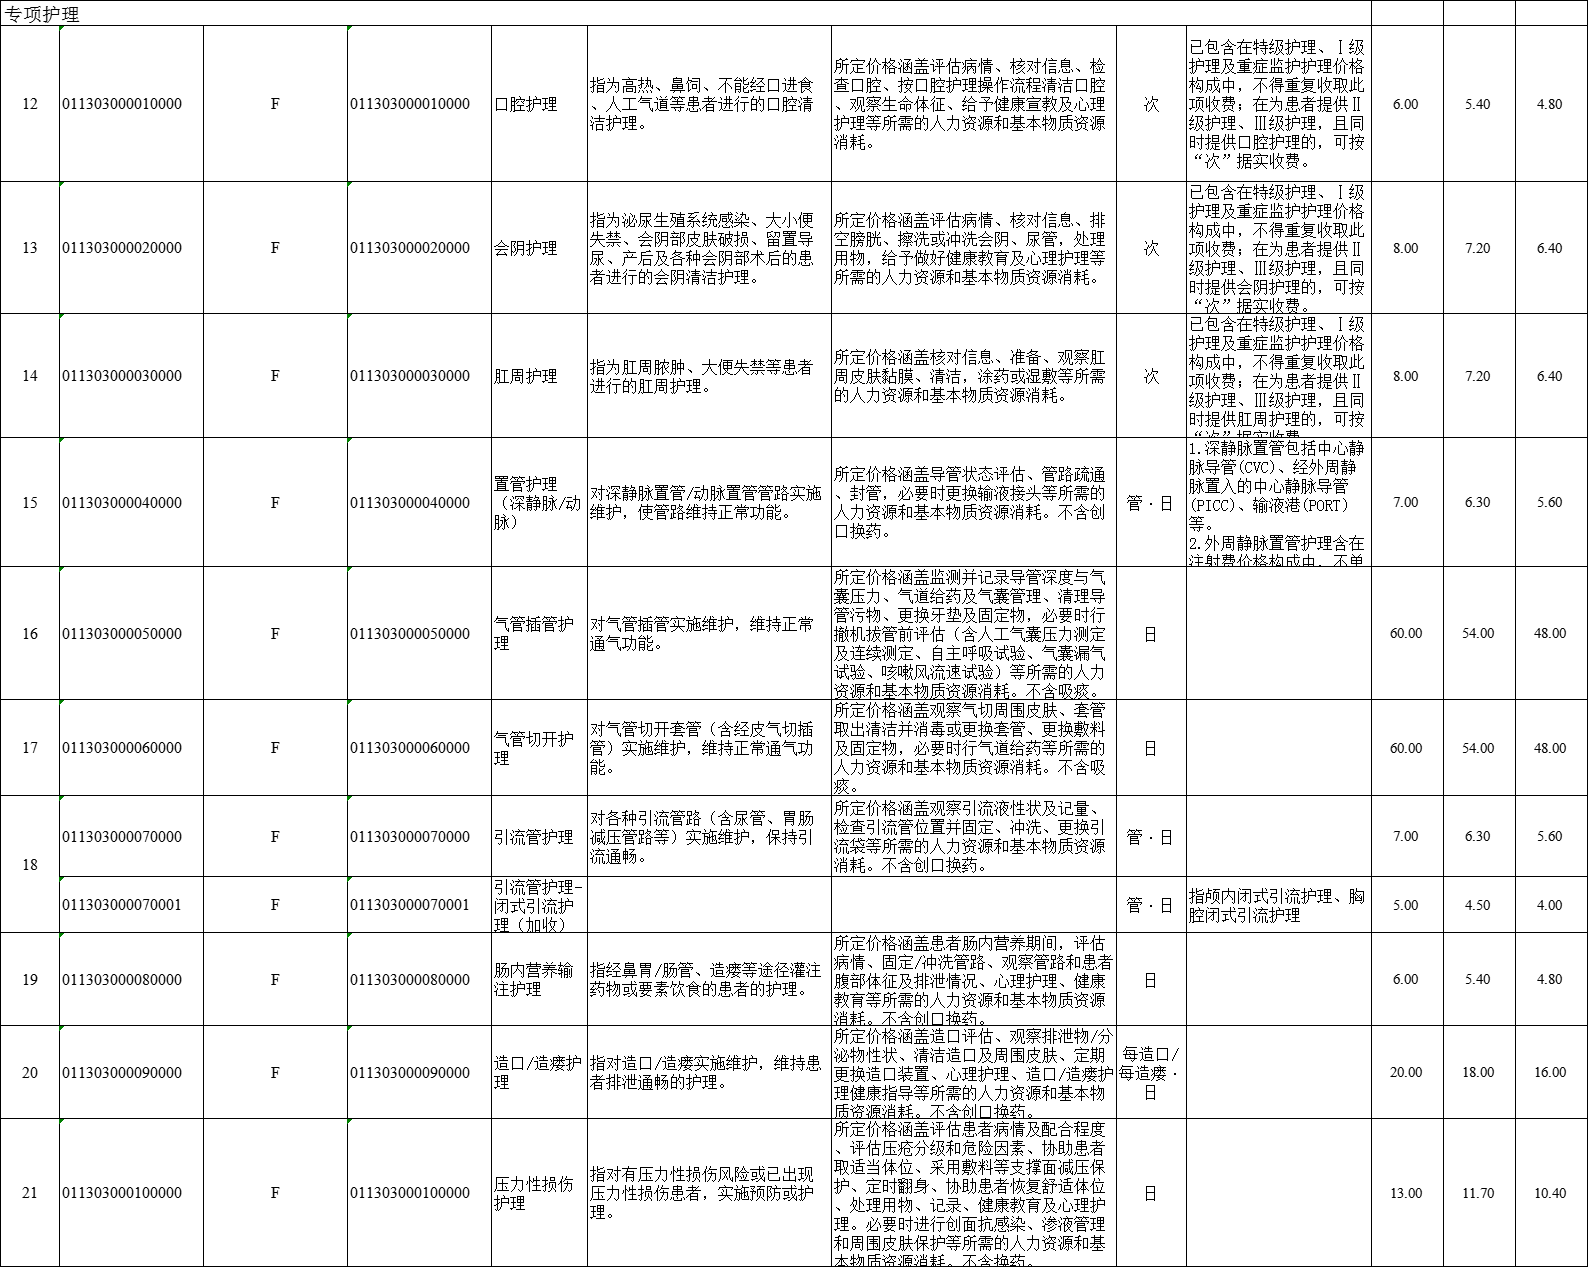 专项护理
12
011303000010000
F
011303000010000
口腔护理
指为高热、鼻饲、不能经口进食
、人工气道等患者进行的口腔清
洁护理。
所定价格涵盖评估病情、核对信息、检
查口腔、按口腔护理操作流程清洁口腔
、观察生命体征、给予健康宣教及心理
护理等所需的人力资源和基本物质资源
消耗。
次
已包含在特级护理、Ⅰ级
护理及重症监护护理价格
构成中，不得重复收取此
项收费；在为患者提供Ⅱ
级护理、Ⅲ级护理，且同
时提供口腔护理的，可按
“次”据实收费。
6.00
5.40
4.80
13
011303000020000
F
011303000020000
会阴护理
指为泌尿生殖系统感染、大小便
失禁、会阴部皮肤破损、留置导
尿、产后及各种会阴部术后的患
者进行的会阴清洁护理。
所定价格涵盖评估病情、核对信息、排
空膀胱、擦洗或冲洗会阴、尿管，处理
用物，给予做好健康教育及心理护理等
所需的人力资源和基本物质资源消耗。
次
已包含在特级护理、Ⅰ级
护理及重症监护护理价格
构成中，不得重复收取此
项收费；在为患者提供Ⅱ
级护理、Ⅲ级护理，且同
时提供会阴护理的，可按
“次”据实收费。
8.00
7.20
6.40
14
011303000030000
F
011303000030000
肛周护理
指为肛周脓肿、大便失禁等患者
进行的肛周护理。
所定价格涵盖核对信息、准备、观察肛
周皮肤黏膜、清洁，涂药或湿敷等所需
的人力资源和基本物质资源消耗。
次
已包含在特级护理、Ⅰ级
护理及重症监护护理价格
构成中，不得重复收取此
项收费；在为患者提供Ⅱ
级护理、Ⅲ级护理，且同
时提供肛周护理的，可按
“次”据实收费。
8.00
7.20
6.40
15
011303000040000
F
011303000040000
置管护理
（深静脉/动
脉）
对深静脉置管/动脉置管管路实施
维护，使管路维持正常功能。
所定价格涵盖导管状态评估、管路疏通
、封管，必要时更换输液接头等所需的
人力资源和基本物质资源消耗。不含创
口换药。
管·日
1.深静脉置管包括中心静
脉导管(CVC)、经外周静
脉置入的中心静脉导管
(PICC)、输液港(PORT)
等。
2.外周静脉置管护理含在
注射费价格构成中，不单
7.00
6.30
5.60
16
011303000050000
F
011303000050000
气管插管护
理
对气管插管实施维护，维持正常
通气功能。
所定价格涵盖监测并记录导管深度与气
囊压力、气道给药及气囊管理、清理导
管污物、更换牙垫及固定物，必要时行
撤机拔管前评估（含人工气囊压力测定
及连续测定、自主呼吸试验、气囊漏气
试验、咳嗽风流速试验）等所需的人力
资源和基本物质资源消耗。不含吸痰。
日
60.00
54.00
48.00
17
011303000060000
F
011303000060000
气管切开护
理
对气管切开套管（含经皮气切插
管）实施维护，维持正常通气功
能。
所定价格涵盖观察气切周围皮肤、套管
取出清洁并消毒或更换套管、更换敷料
及固定物，必要时行气道给药等所需的
人力资源和基本物质资源消耗。不含吸
痰。
日
60.00
54.00
48.00
18
011303000070000
F
011303000070000
引流管护理
对各种引流管路（含尿管、胃肠
减压管路等）实施维护，保持引
流通畅。
所定价格涵盖观察引流液性状及记量、
检查引流管位置并固定、冲洗、更换引
流袋等所需的人力资源和基本物质资源
消耗。不含创口换药。
管·日
7.00
6.30
5.60
011303000070001
F
011303000070001
引流管护理-
闭式引流护
理（加收）
管·日
指颅内闭式引流护理、胸
腔闭式引流护理
5.00
4.50
4.00
19
011303000080000
F
011303000080000
肠内营养输
注护理
指经鼻胃/肠管、造瘘等途径灌注
药物或要素饮食的患者的护理。
所定价格涵盖患者肠内营养期间，评估
病情、固定/冲洗管路、观察管路和患者
腹部体征及排泄情况、心理护理、健康
教育等所需的人力资源和基本物质资源
消耗。不含创口换药。
日
6.00
5.40
4.80
20
011303000090000
F
011303000090000
造口/造瘘护
理
指对造口/造瘘实施维护，维持患
者排泄通畅的护理。
所定价格涵盖造口评估、观察排泄物/分
泌物性状、清洁造口及周围皮肤、定期
更换造口装置、心理护理、造口/造瘘护
理健康指导等所需的人力资源和基本物
质资源消耗。不含创口换药。
每造口/
每造瘘·
日
20.00
18.00
16.00
21
011303000100000
F
011303000100000
压力性损伤
护理
指对有压力性损伤风险或已出现
压力性损伤患者，实施预防或护
理。
所定价格涵盖评估患者病情及配合程度
、评估压疮分级和危险因素、协助患者
取适当体位、采用敷料等支撑面减压保
护、定时翻身、协助患者恢复舒适体位
、处理用物、记录、健康教育及心理护
理。必要时进行创面抗感染、渗液管理
和周围皮肤保护等所需的人力资源和基
本物质资源消耗。不含换药。
日
13.00
11.70
10.40